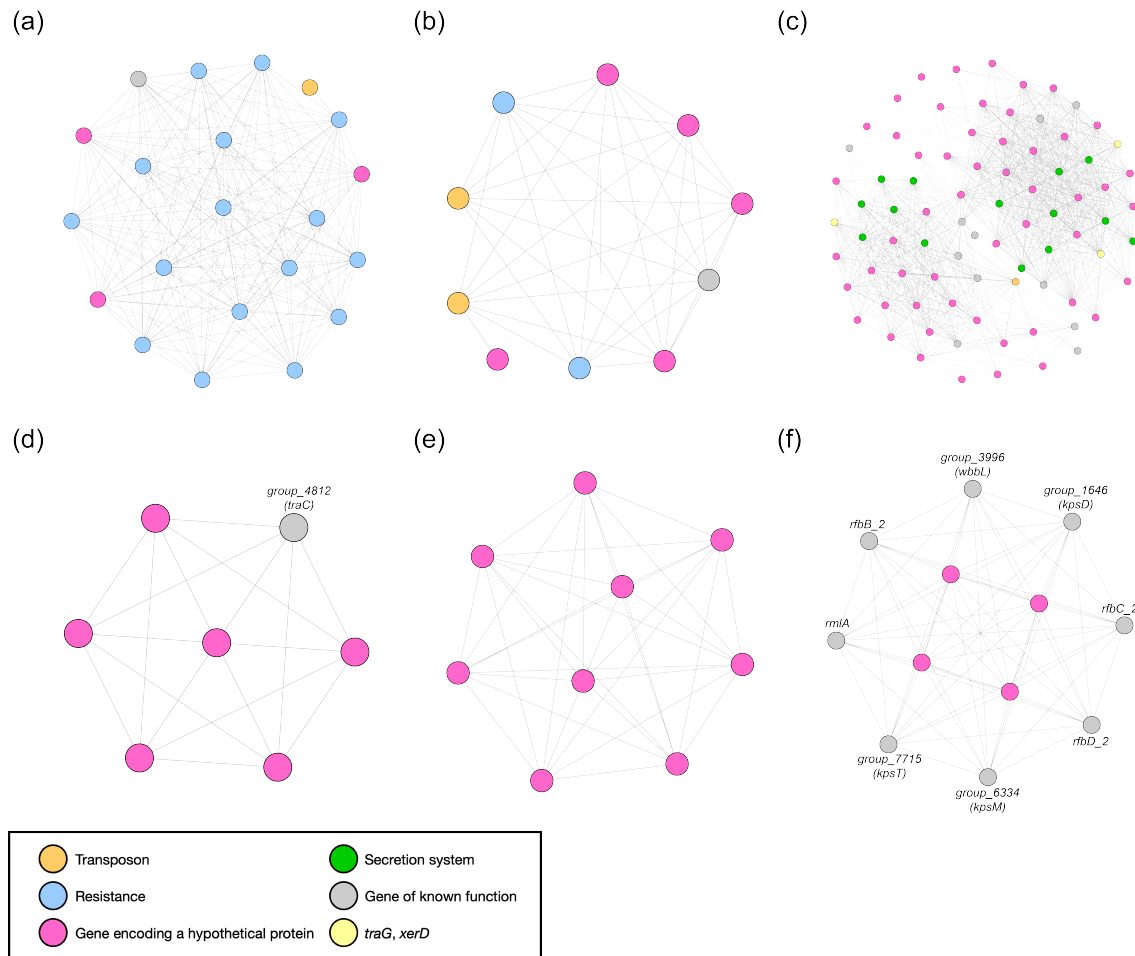 (a)
(b)
(c)
(d)
group_4812
(traC)
(e)
(f)
group_3996
(wbbL)
group_1646
(kpsD)
rfbB_2
rfbC_2
rmlA
rfbD_2
group_7715
(kpsT)
group_6334
(kpsM)
Transposon
Secretion system
Resistance
Gene of known function
Gene encoding a hypothetical protein
traG, xerD